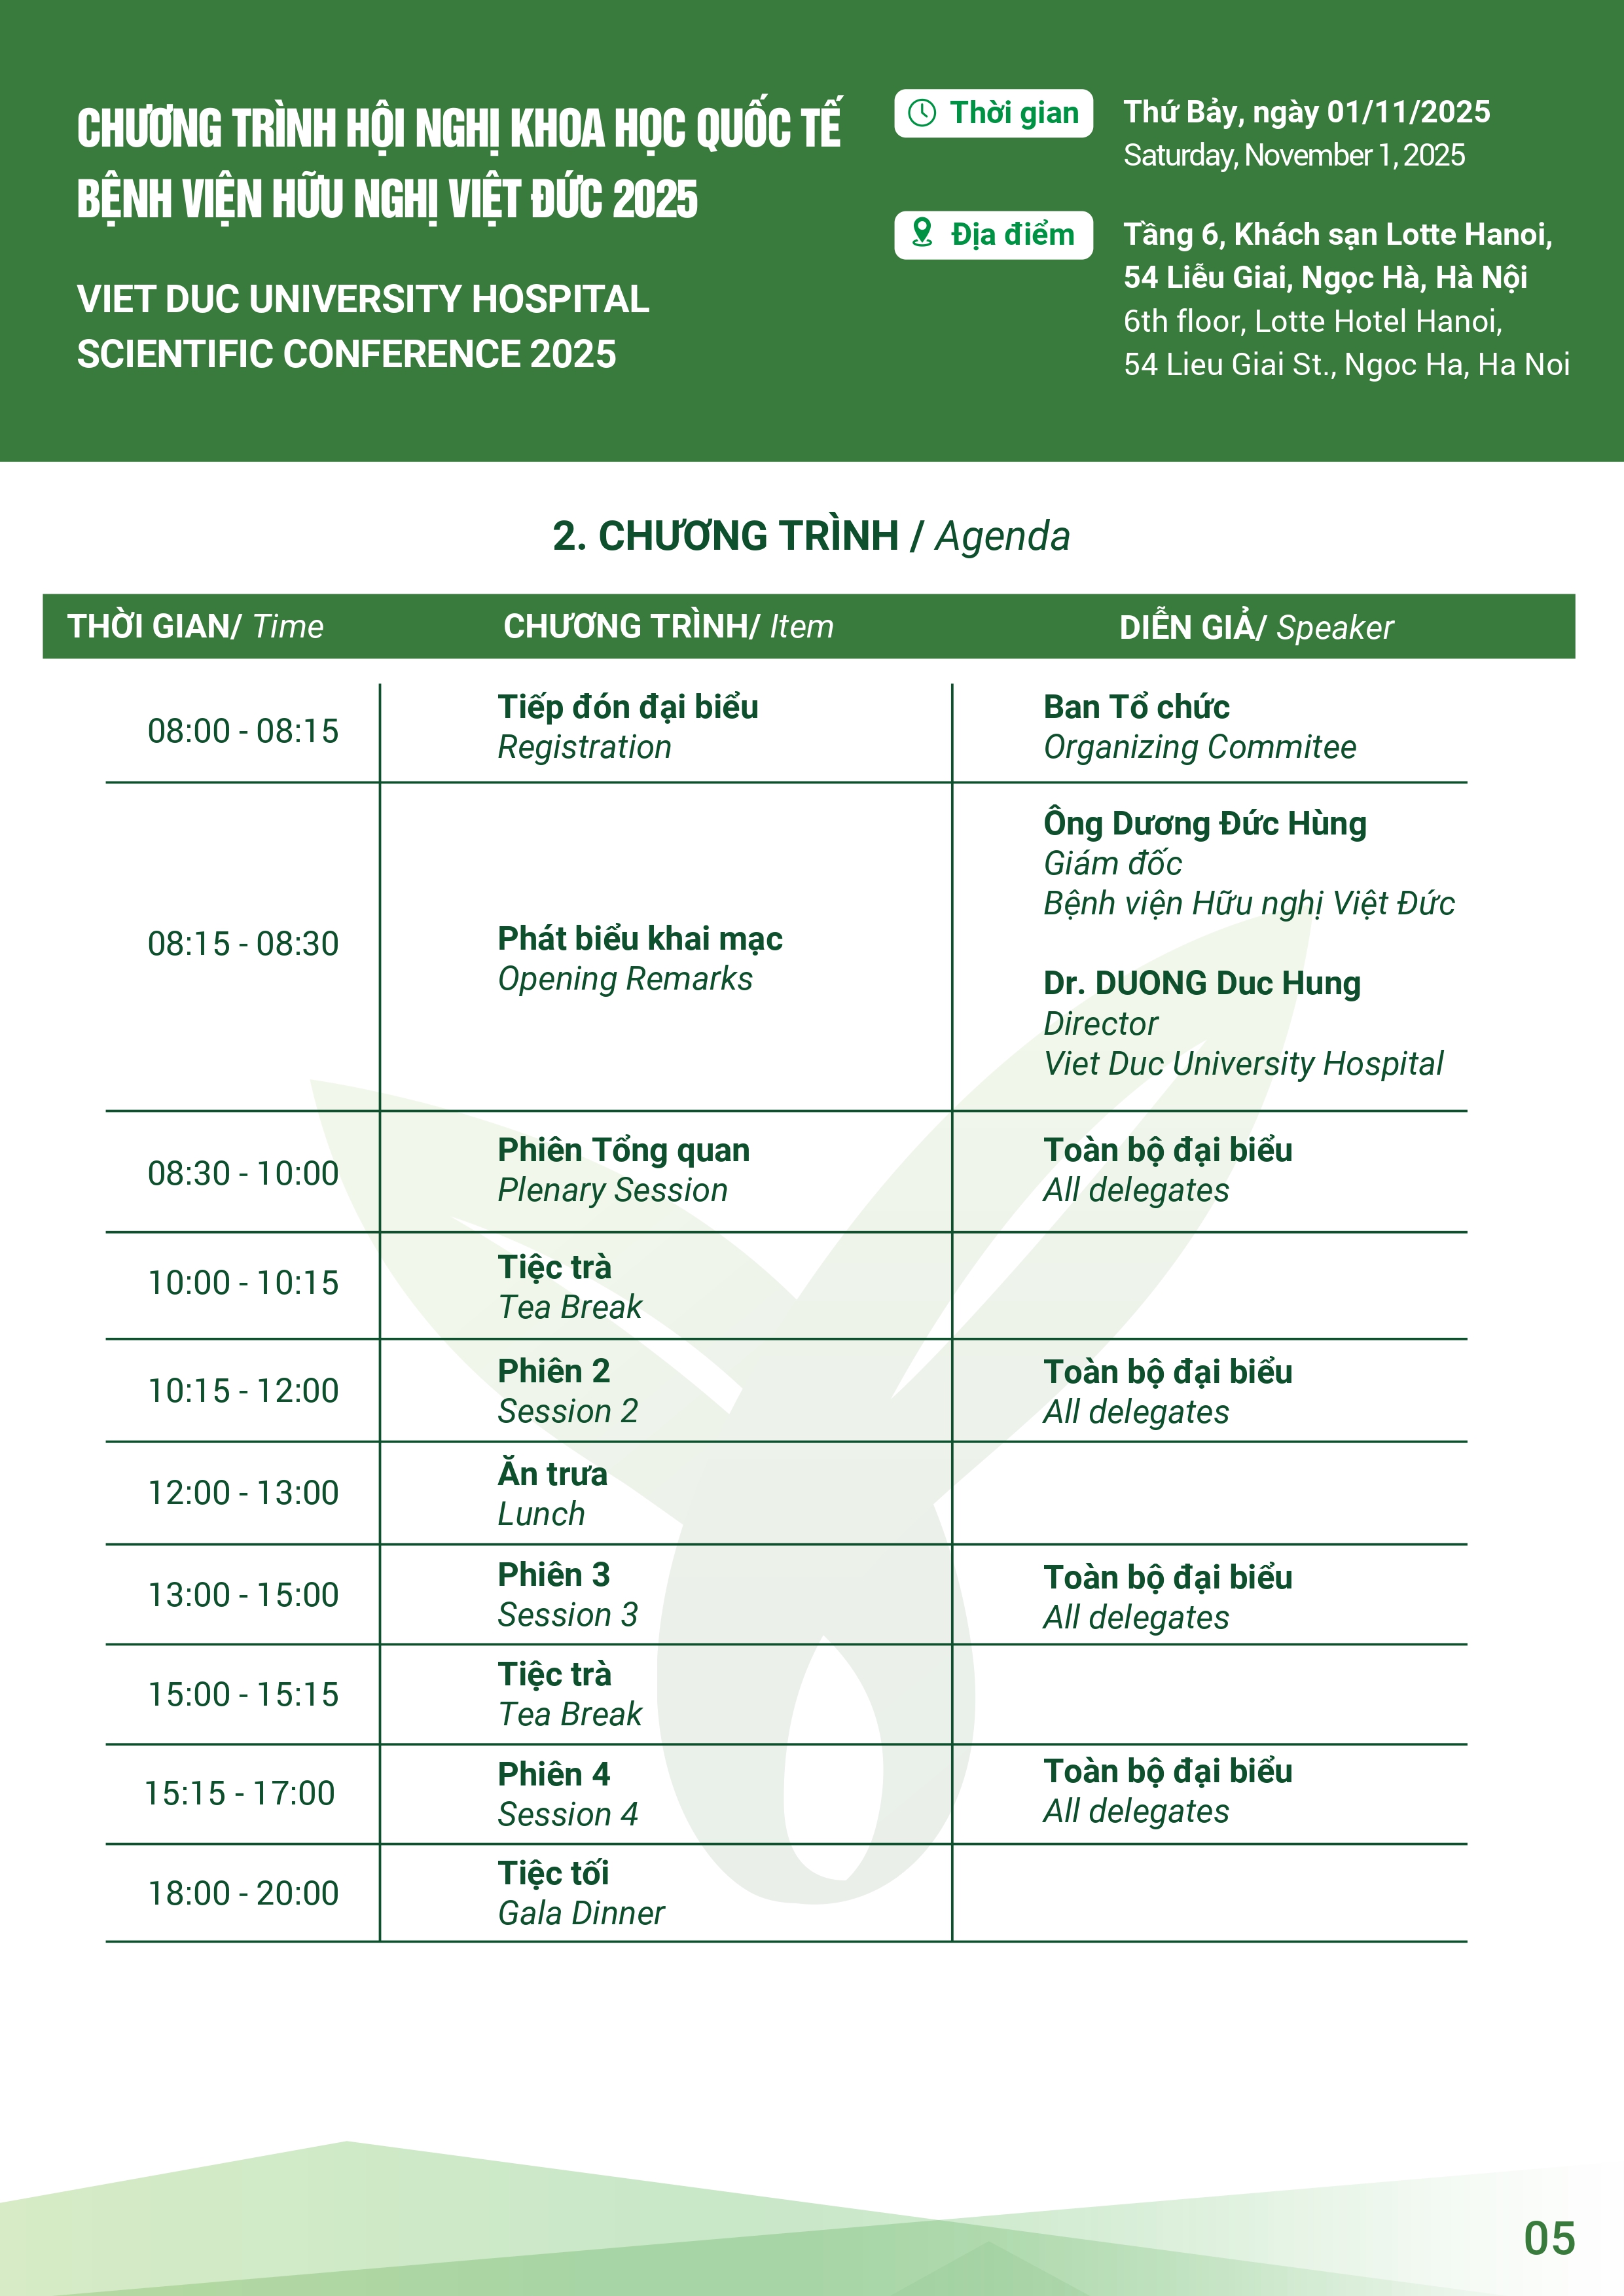 CHƯƠNG TRÌNH HỘI NGHỊ KHOA HỌC QUỐC TẾ
BỆNH VIỆN HỮU NGHỊ VIỆT ĐỨC 2025
VIET DUC UNIVERSITY HOSPITAL
SCIENTIFIC CONFERENCE 2025
Thời gian
Thứ Bảy, ngày 01/11/2025
Saturday, November 1, 2025
Địa điểm
Tầng 6, Khách sạn Lotte Hanoi,
54 Liễu Giai, Ngọc Hà, Hà Nội
6th floor, Lotte Hotel Hanoi,
54 Lieu Giai St., Ngoc Ha, Ha Noi
2. CHƯƠNG TRÌNH / Agenda
THỜI GIAN/ Time CHƯƠNG TRÌNH/ Item DIỄN GIẢ/ Speaker
08:00 - 08:15
Tiếp đón đại biểu
Registration
Ban Tổ chức
Organizing Commitee
08:15 - 08:30
Phát biểu khai mạc
Opening Remarks
Ông Dương Đức Hùng
Giám đốc
Bệnh viện Hữu nghị Việt Đức
Dr. DUONG Duc Hung
Director
Viet Duc University Hospital
08:30 - 10:00
Phiên Tổng quan
Plenary Session
Toàn bộ đại biểu
All delegates
10:00 - 10:15
Tiệc trà
Tea Break
10:15 - 12:00
Phiên 2
Session 2
Toàn bộ đại biểu
All delegates
12:00 - 13:00
Ăn trưa
Lunch
13:00 - 15:00
Phiên 3
Session 3
Toàn bộ đại biểu
All delegates
15:00 - 15:15
Tiệc trà
Tea Break
15:15 - 17:00
Phiên 4
Session 4
Toàn bộ đại biểu
All delegates
18:00 - 20:00
Tiệc tối
Gala Dinner
05